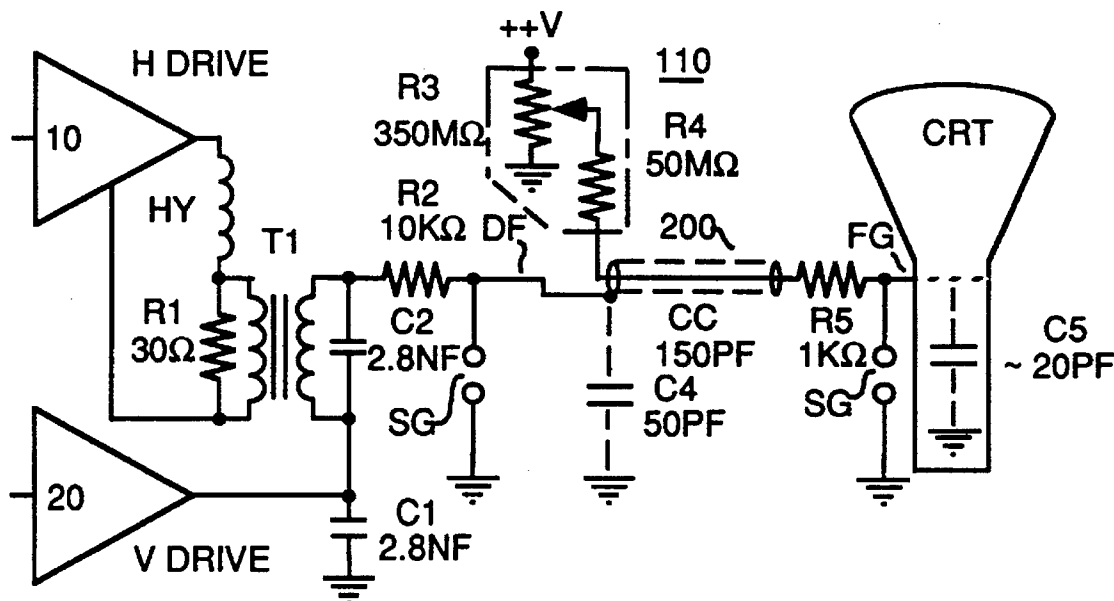 ++V
H DRIVE
110
R3
350MΩ
10
CRT
R4
50MΩ
HY
R2
10KΩ
DF
200
FG
T1
R1
30Ω
C2
2.8NF
CC
150PF
R5
1KΩ
C5
~ 20PF
SG
C4
50PF
SG
20
C1
2.8NF
V DRIVE